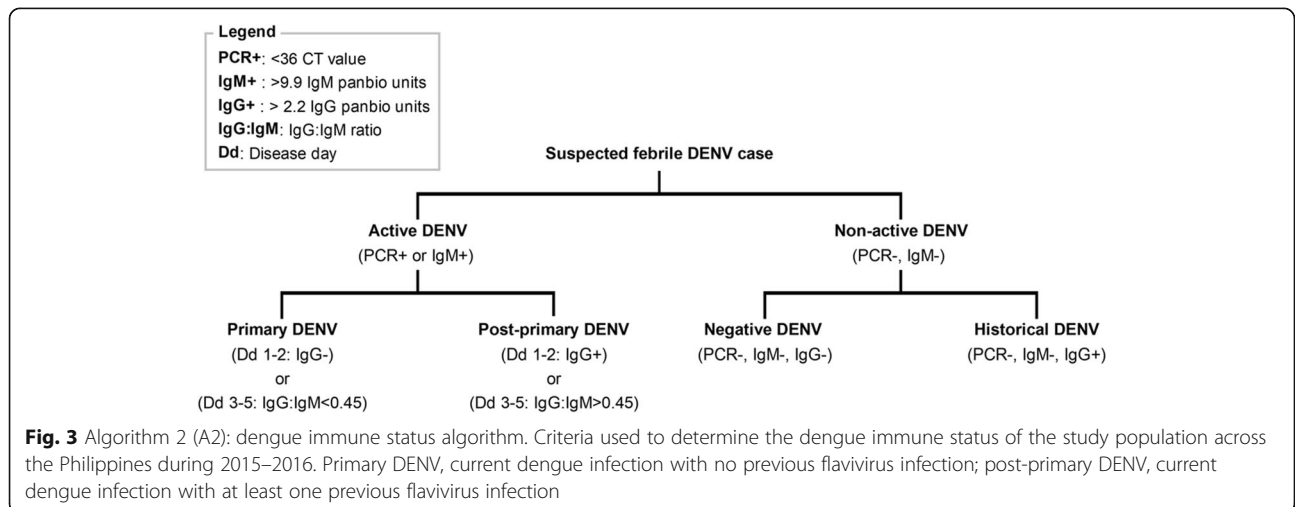 Legend
PCR+: <36 CT value
IgM+ : >9.9 IgM panbio units
IgG+ : > 2.2 IgG panbio units
IgG:IgM: IgG:IgM ratio
Dd: Disease day
Suspected febrile DENV case
Active DENV
(PCR+ or IgM+)
Non-active DENV
(PCR-, IgM-)
Primary DENV
(Dd 1-2: IgG-)
or
(Dd 3-5: IgG:IgM<0.45)
Post-primary DENV
(Dd 1-2: IgG+)
or
(Dd 3-5: IgG:IgM>0.45)
Negative DENV
(PCR-, IgM-, IgG-)
Historical DENV
(PCR-, IgM-, IgG+)
Fig. 3 Algorithm 2 (A2): dengue immune status algorithm. Criteria used to determine the dengue immune status of the study population across
the Philippines during 2015–2016. Primary DENV, current dengue infection with no previous flavivirus infection; post-primary DENV, current
dengue infection with at least one previous flavivirus infection